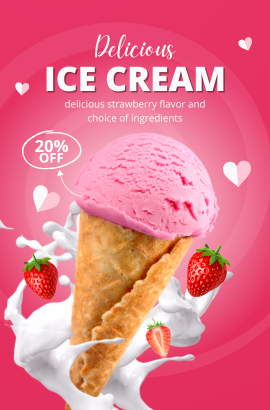 Delicious
ICE CREAM
delicious strawberry flavor and
choice of ingredients
20%
OFF